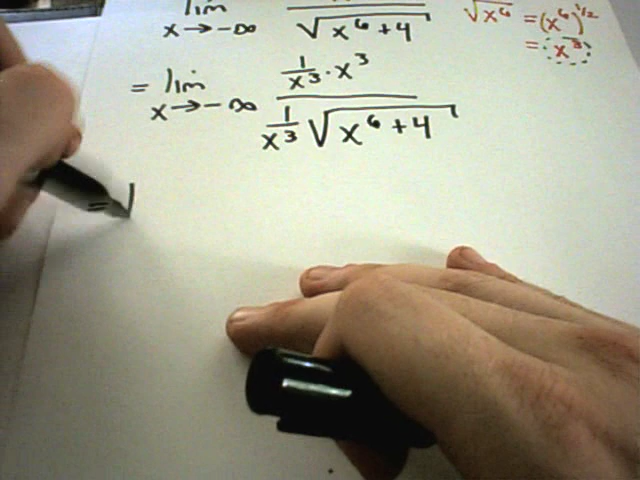 lim
x→-∞ √x⁶+4
= lim 1/x³ · x³
x→-∞ 1/x³ √x⁶+4
√x⁶ = (x⁶)^1/2
= x³